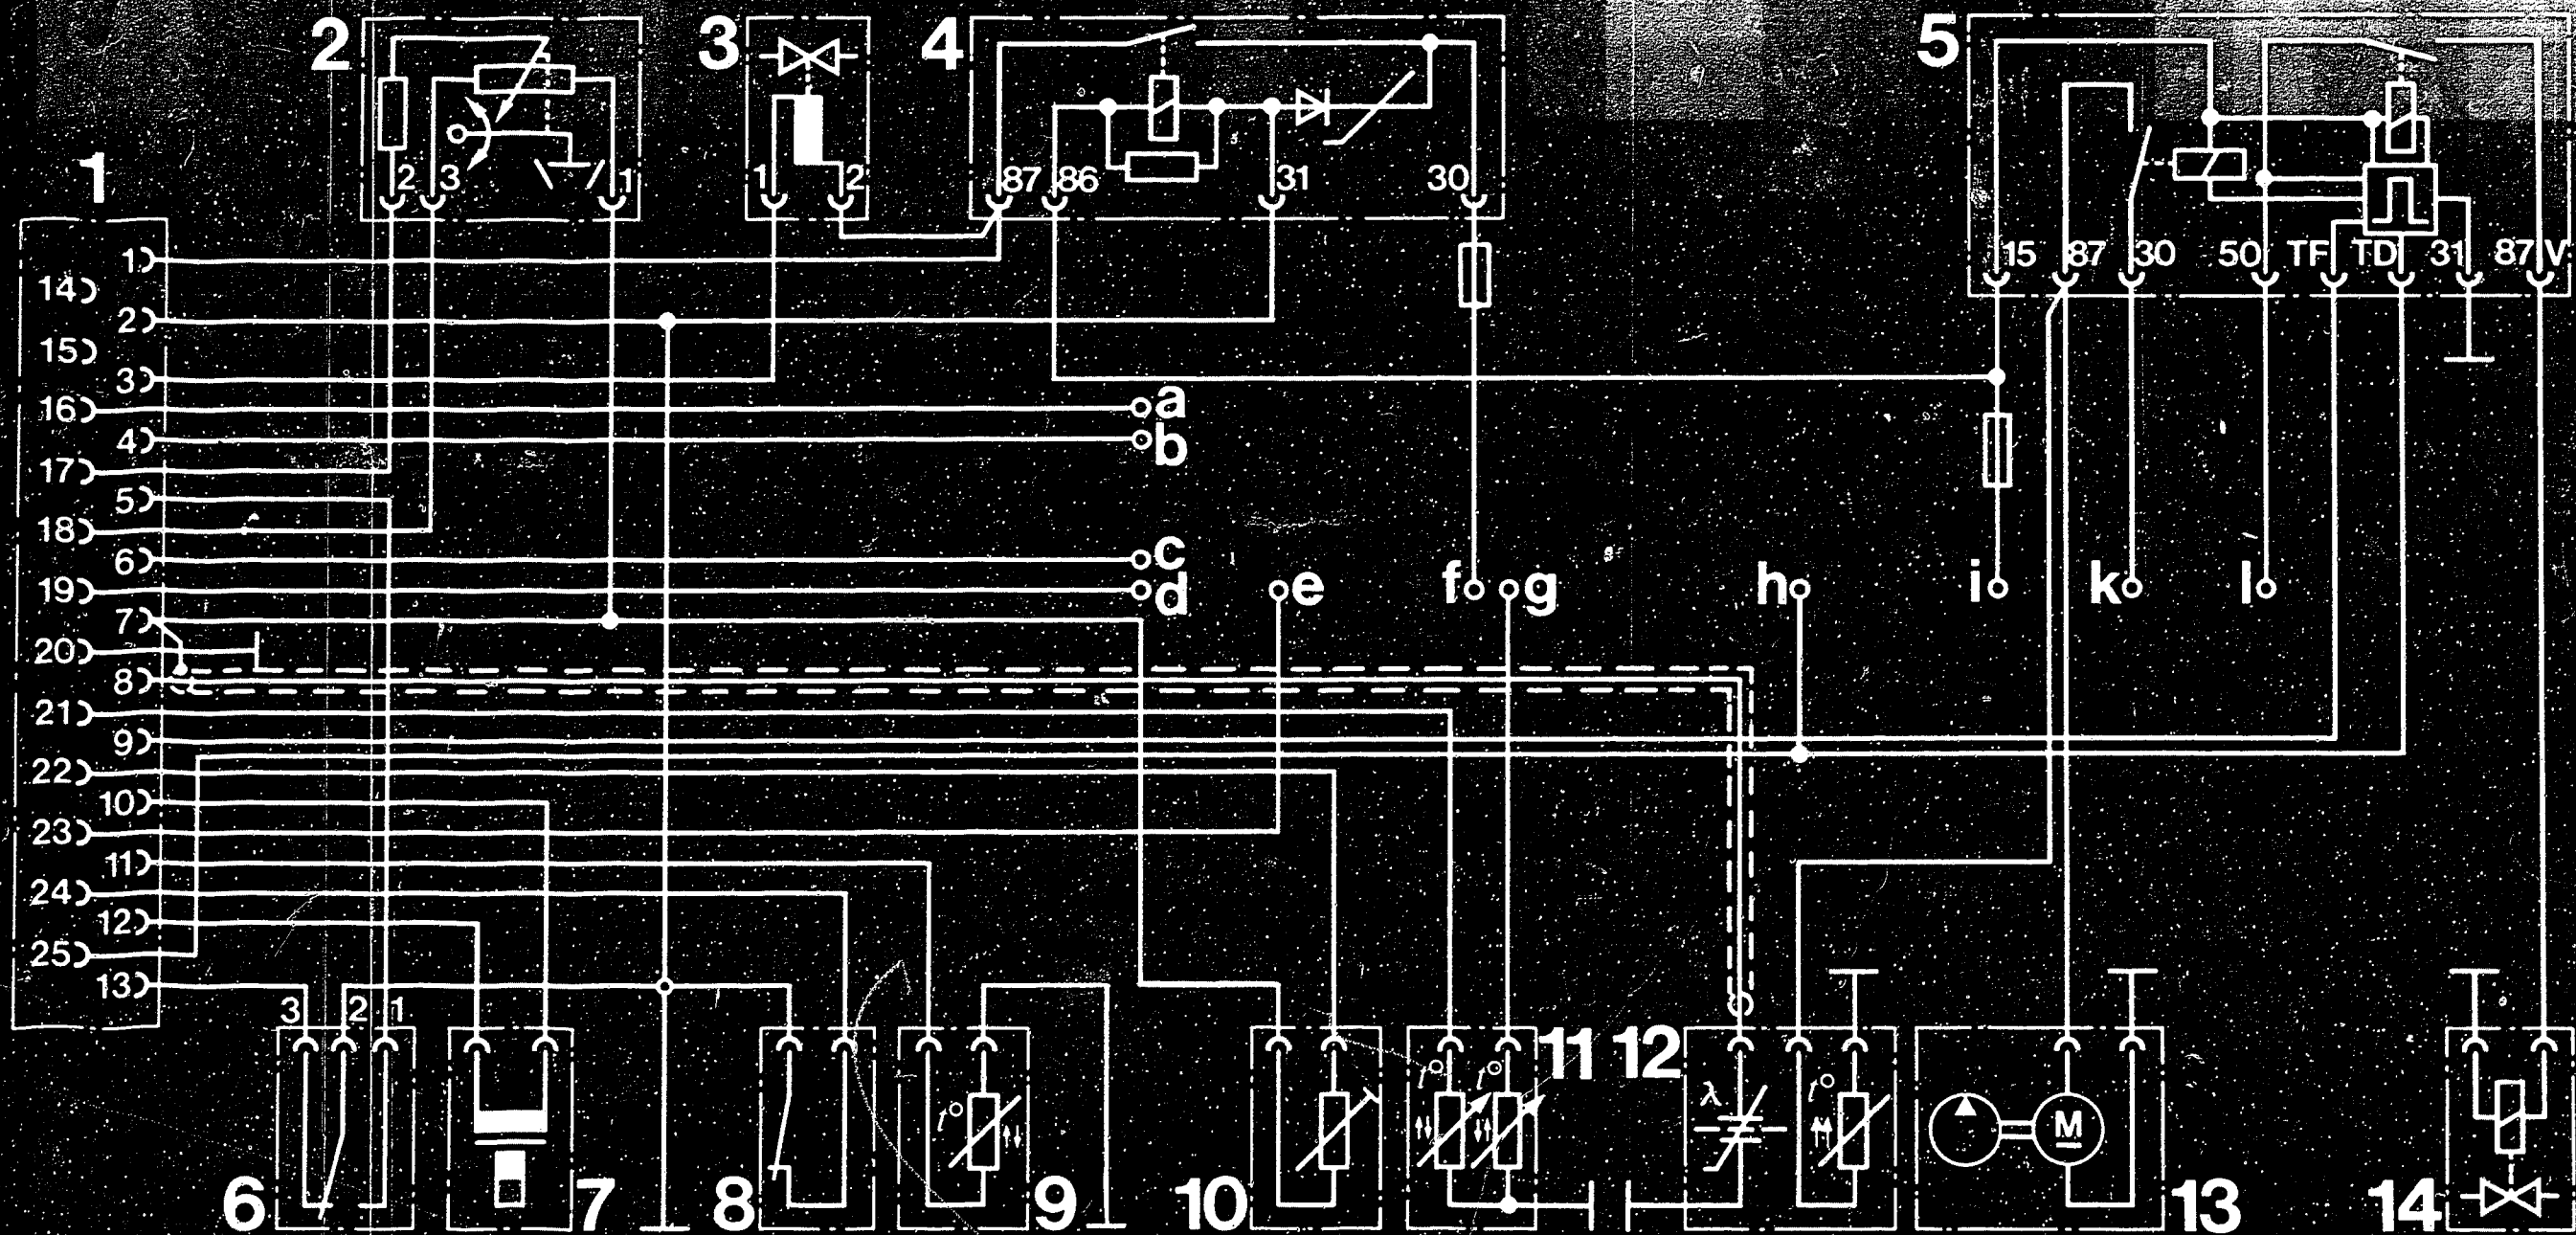 2 3 4 5
1
2 3 1
1 2
87 86 31 30
15 87 30 50 TF TD 31 87V
1
14
2
15
3
16 a
4 b
17
5
18
6 c
19 d
e f g h i k l
7
20
8
21
9
22
10
23
11
24
12
25
13
3 2 1
11 12
t° t° t° t°
λ
M
6 7 8 9 10 13 14